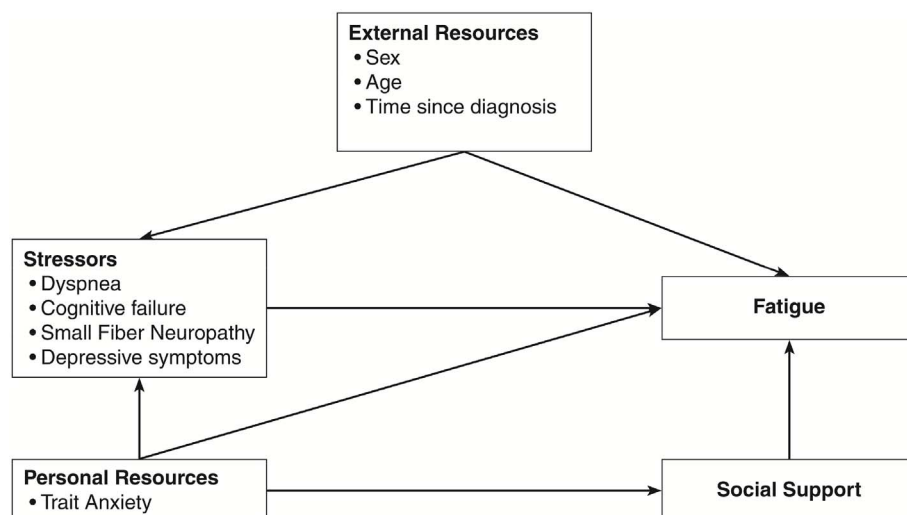 External Resources
• Sex
• Age
• Time since diagnosis
Stressors
• Dyspnea
• Cognitive failure
• Small Fiber Neuropathy
• Depressive symptoms
Fatigue
Personal Resources
• Trait Anxiety
Social Support